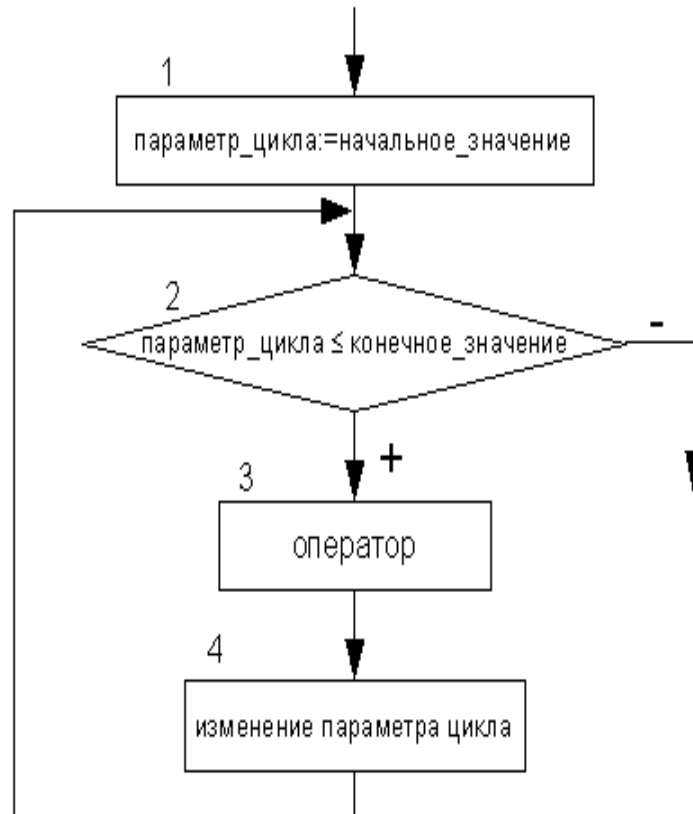 1
параметр_цикла:=начальное_значение
2
параметр_цикла ≤ конечное_значение
-
+
3
оператор
4
изменение параметра цикла